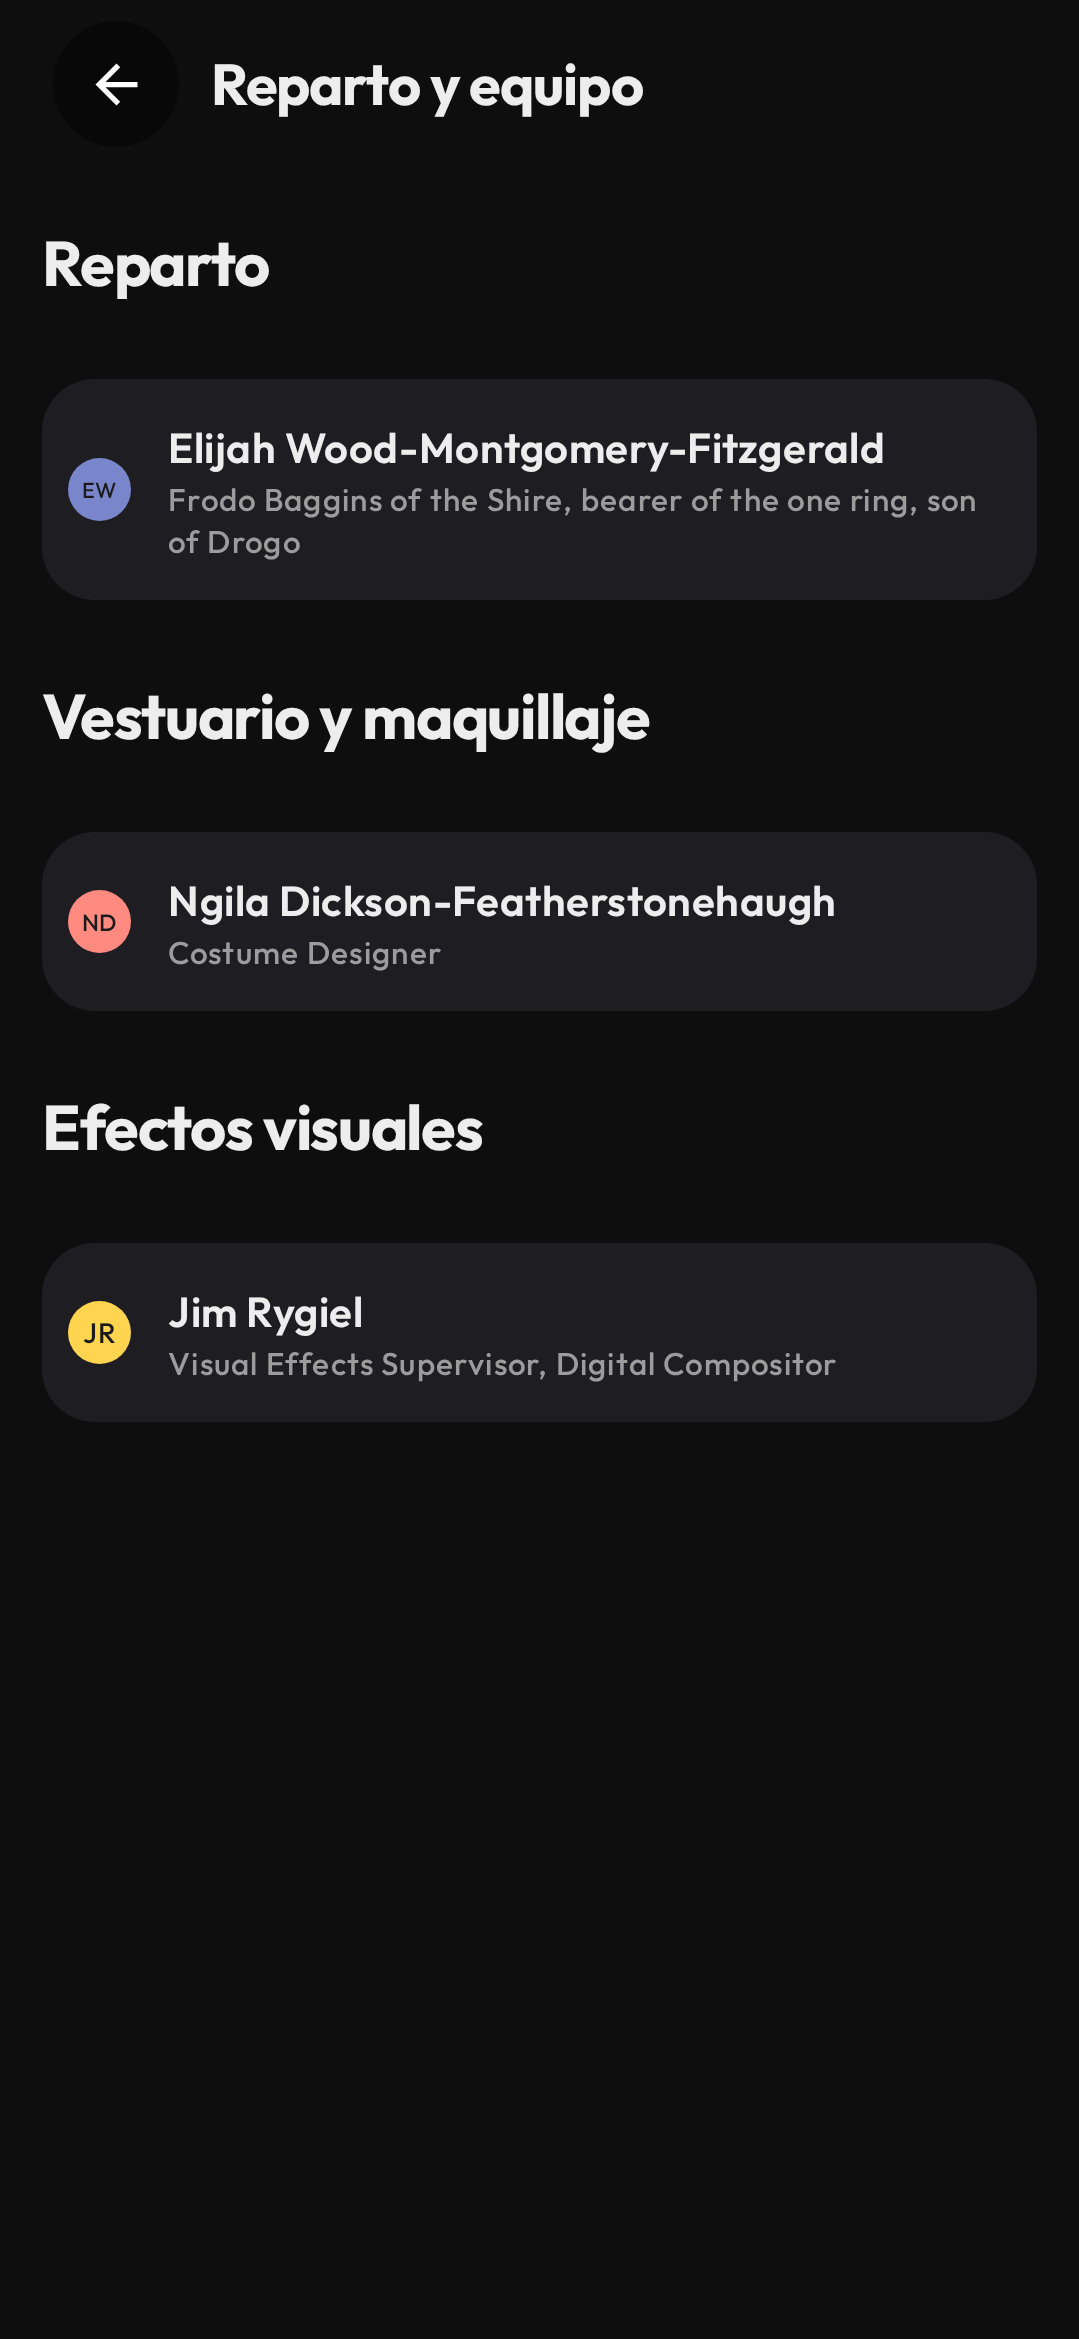 Reparto y equipo
Reparto
EW
Elijah Wood-Montgomery-Fitzgerald
Frodo Baggins of the Shire, bearer of the one ring, son
of Drogo
Vestuario y maquillaje
ND
Ngila Dickson-Featherstonehaugh
Costume Designer
Efectos visuales
JR
Jim Rygiel
Visual Effects Supervisor, Digital Compositor